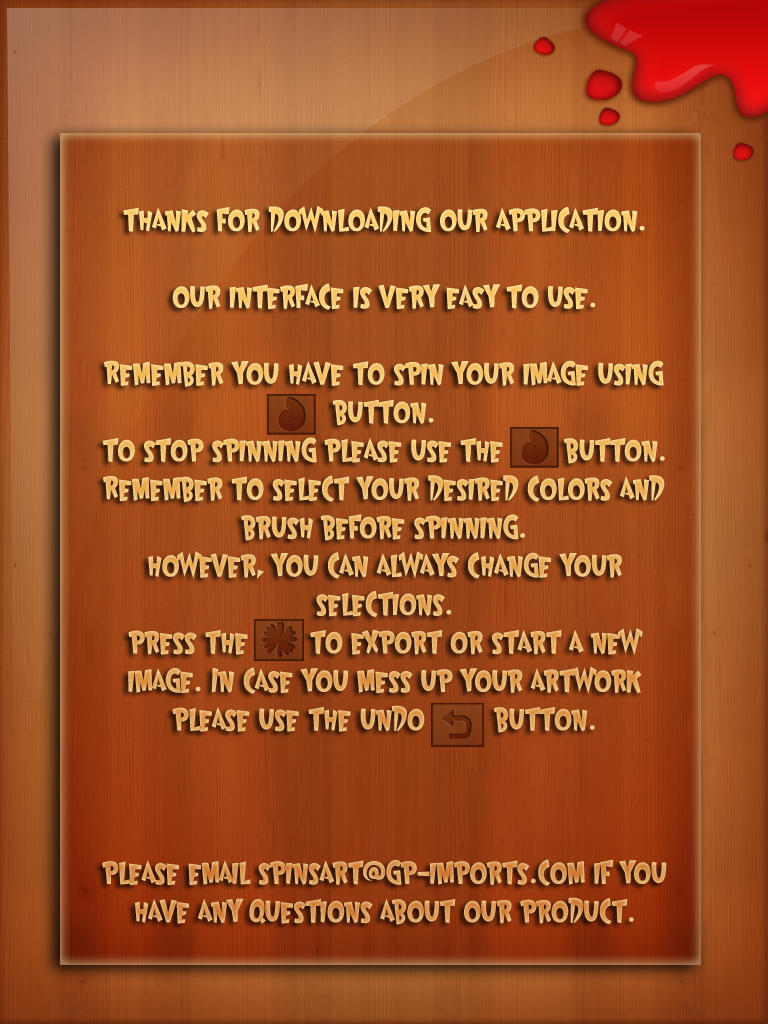 THANKS FOR DOWNLOADING OUR APPLICATION.
OUR INTERFACE IS VERY EASY TO USE.
REMEMBER YOU HAVE TO SPIN YOUR IMAGE USING
BUTTON.
TO STOP SPINNING PLEASE USE THE BUTTON.
REMEMBER TO SELECT YOUR DESIRED COLORS AND
BRUSH BEFORE SPINNING.
HOWEVER, YOU CAN ALWAYS CHANGE YOUR
SELECTIONS.
PRESS THE TO EXPORT OR START A NEW
IMAGE. IN CASE YOU MESS UP YOUR ARTWORK
PLEASE USE THE UNDO BUTTON.
PLEASE EMAIL SPINSART@GP-IMPORTS.COM IF YOU
HAVE ANY QUESTIONS ABOUT OUR PRODUCT.